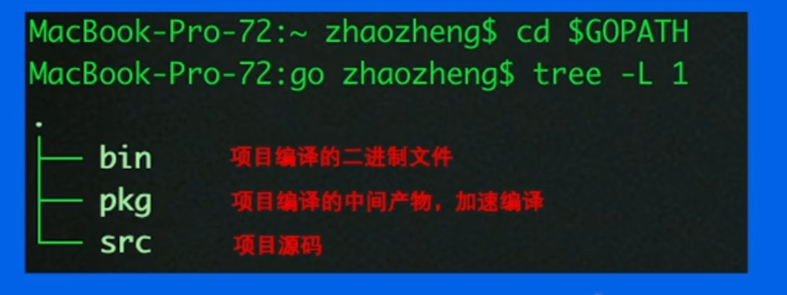 MacBook-Pro-72:~ zhaozheng$ cd $GOPATH
MacBook-Pro-72:go zhaozheng$ tree -L 1
.
├── bin 项目编译的二进制文件
├── pkg 项目编译的中间产物，加速编译
└── src 项目源码